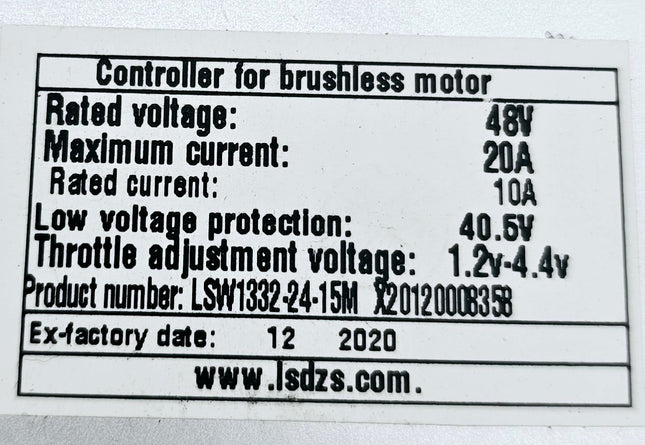 Controller for brushless motor
Rated voltage: 48V
Maximum current: 20A
Rated current: 10A
Low voltage protection: 40.5V
Throttle adjustment voltage: 1.2v-4.4v
Product number: LSW1332-24-15M X20120008358
Ex-factory date: 12 2020
www.lsdzs.com.